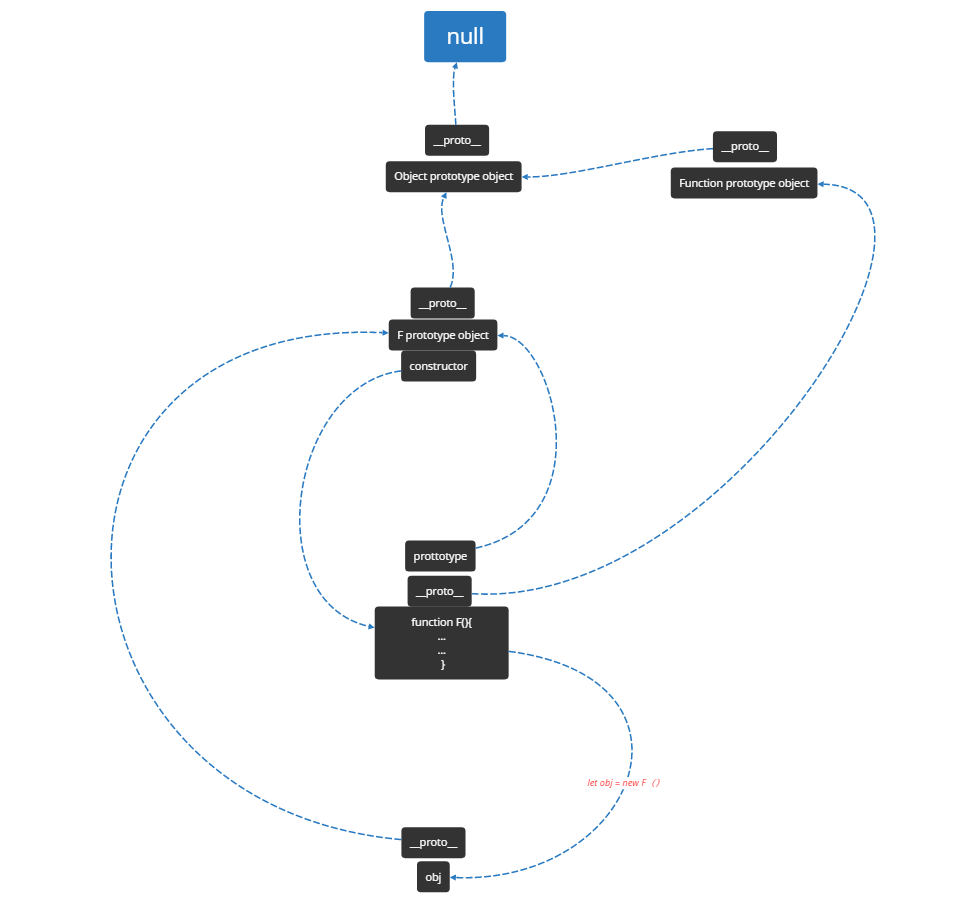 null
__proto__
__proto__
Object prototype object
Function prototype object
__proto__
F prototype object
constructor
prottotype
__proto__
function F(){
...
...
}
let obj = new F（）
__proto__
obj